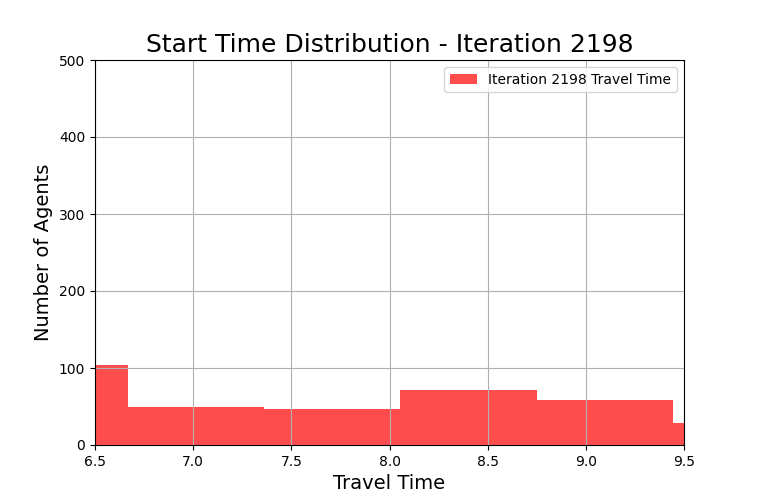 Start Time Distribution - Iteration 2198
Iteration 2198 Travel Time
Number of Agents
500
400
300
200
100
0
6.5 7.0 7.5 8.0 8.5 9.0 9.5
Travel Time